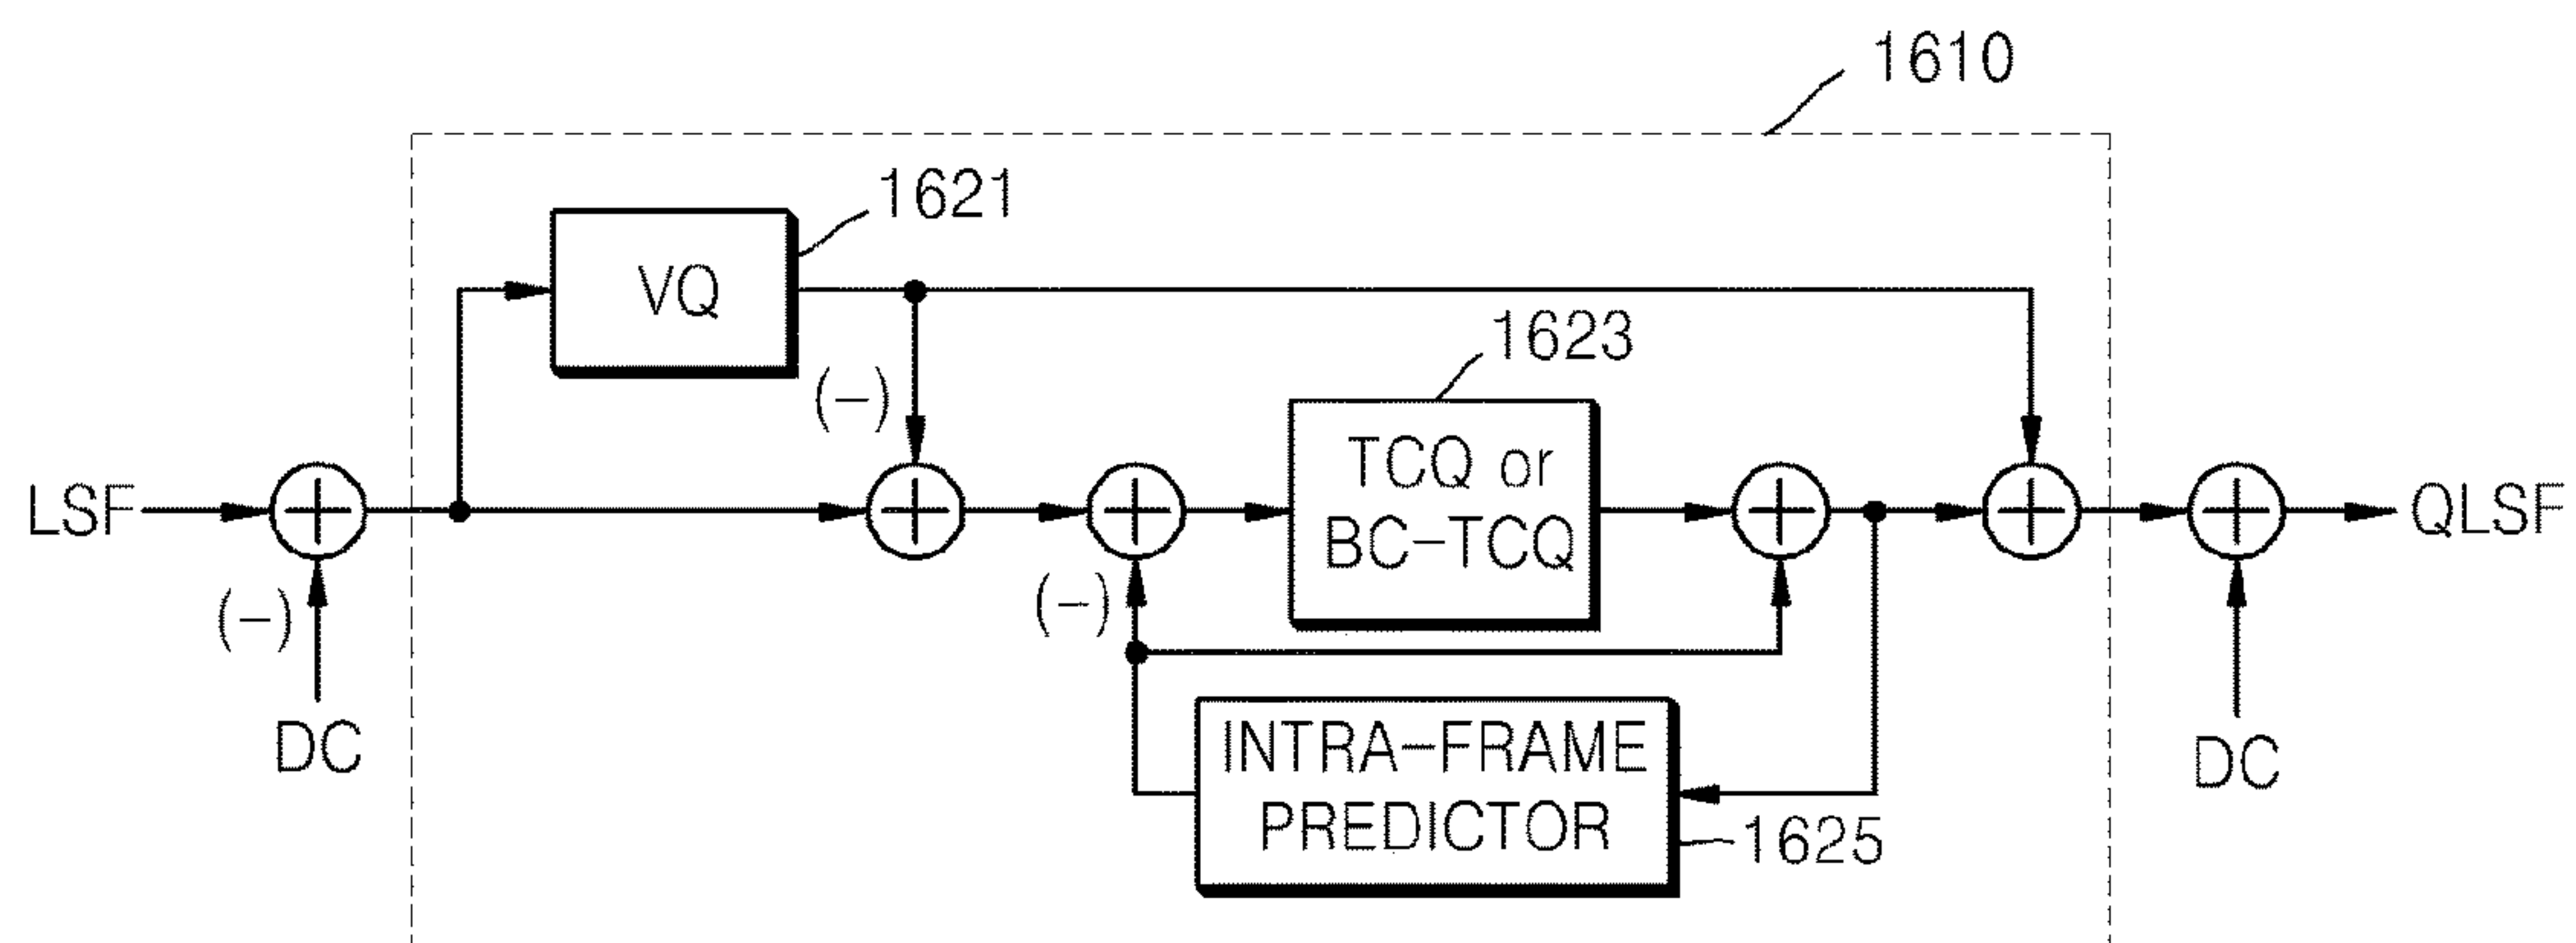 1610
1621
VQ
1623
(−)
TCQ or
BC−TCQ
LSF
QLSF
(−)
(−)
DC
INTRA−FRAME
PREDICTOR
1625
DC